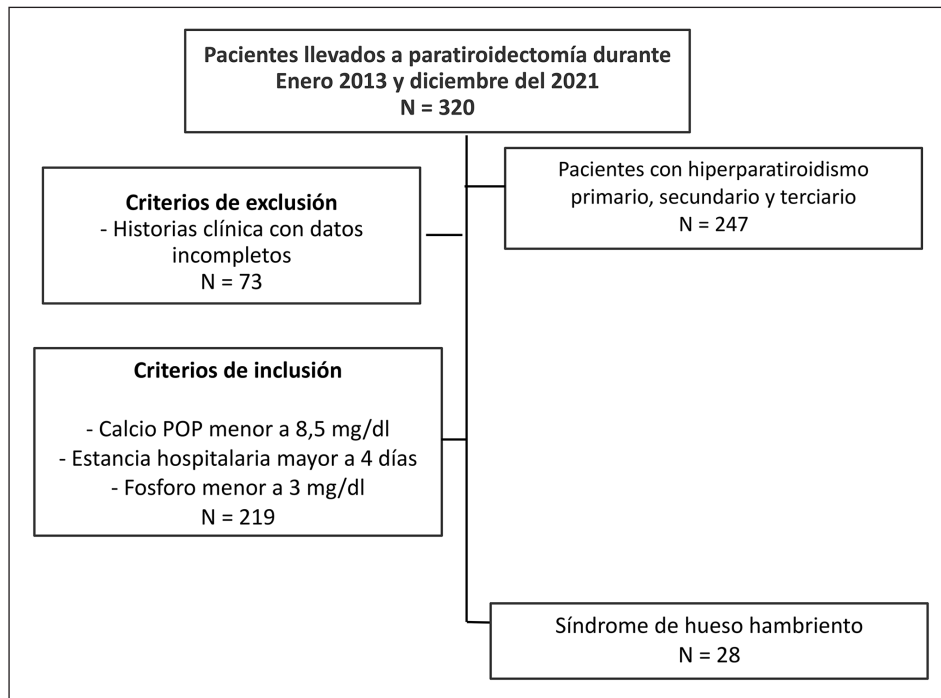 Pacientes llevados a paratiroidectomía durante
Enero 2013 y diciembre del 2021
N = 320
Pacientes con hiperparatiroidismo
primario, secundario y terciario
N = 247
Criterios de exclusión
- Historias clínica con datos
incompletos
N = 73
Criterios de inclusión
- Calcio POP menor a 8,5 mg/dl
- Estancia hospitalaria mayor a 4 días
- Fosforo menor a 3 mg/dl
N = 219
Síndrome de hueso hambriento
N = 28